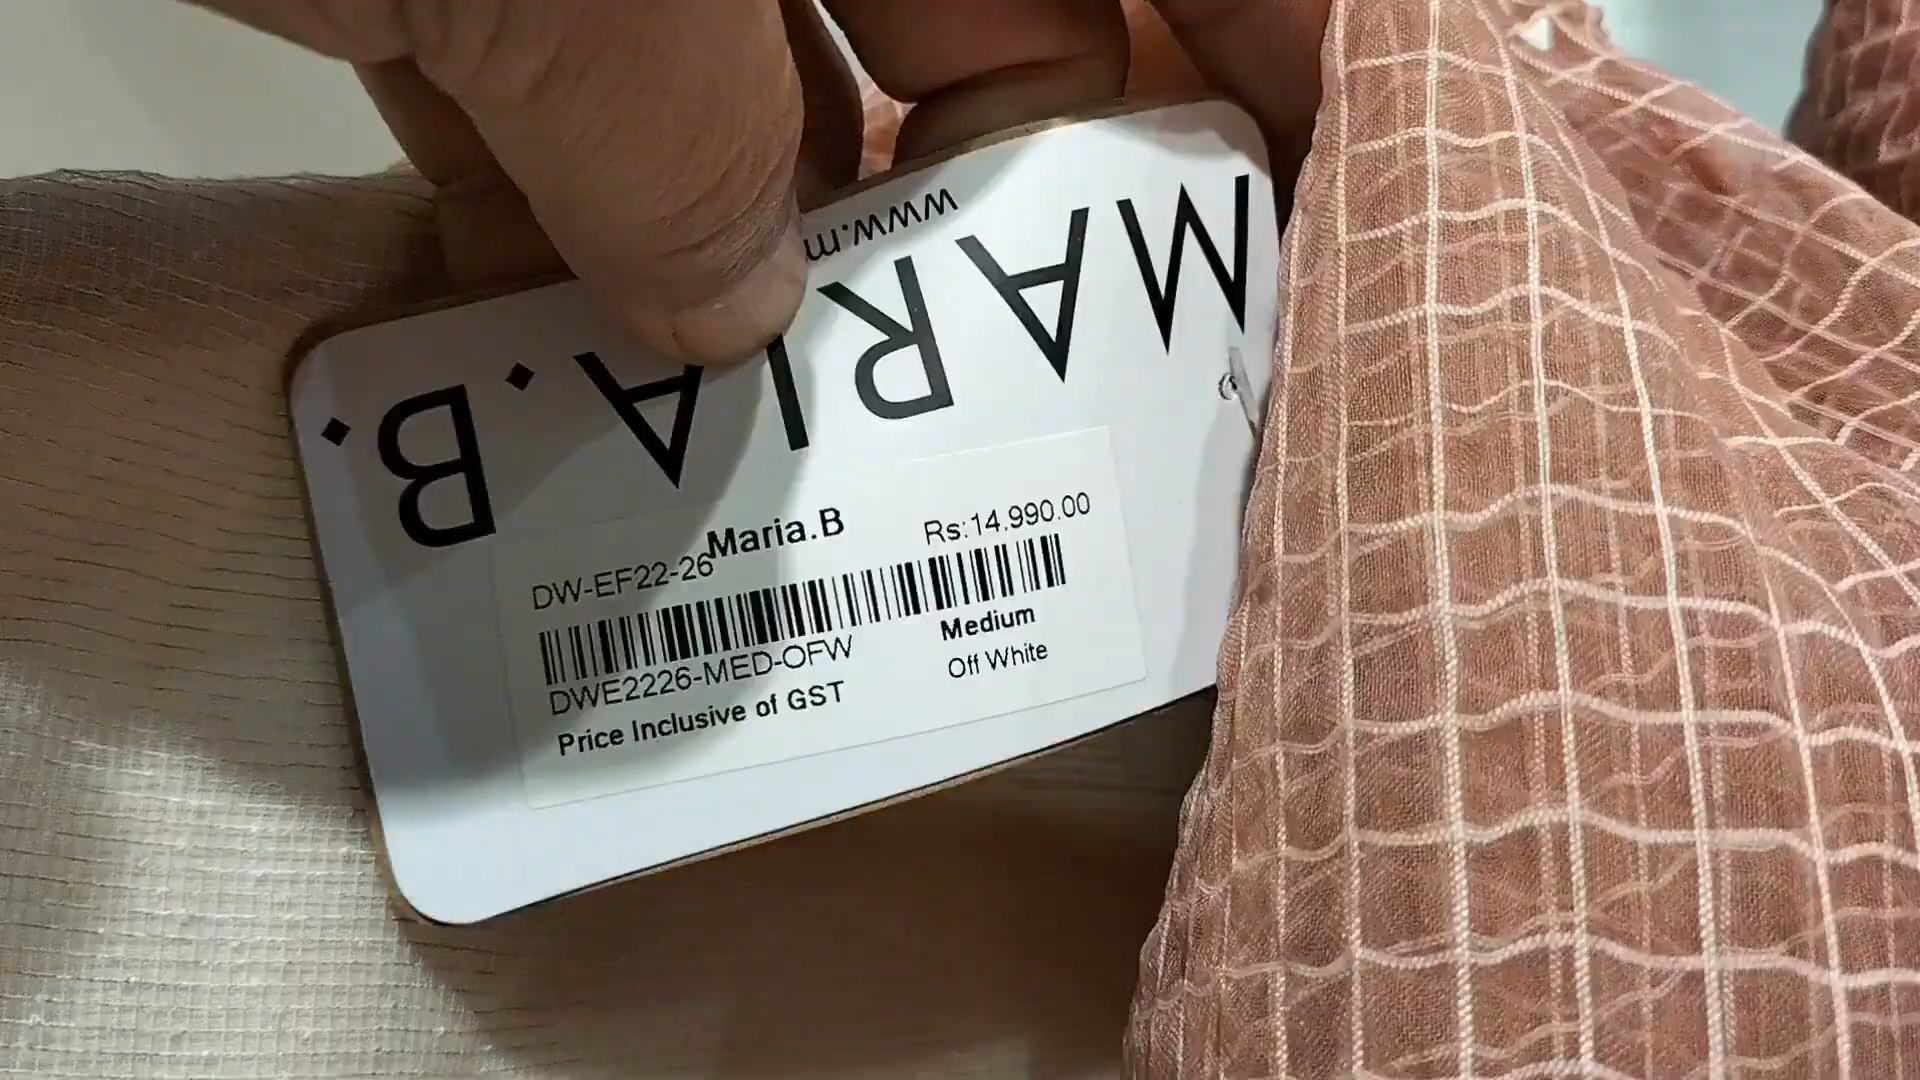 MARIA.B.
www.m
Maria.B
DW-EF22-26
Rs:14,990.00
DWE2226-MED-OFW
Medium
Off White
Price Inclusive of GST